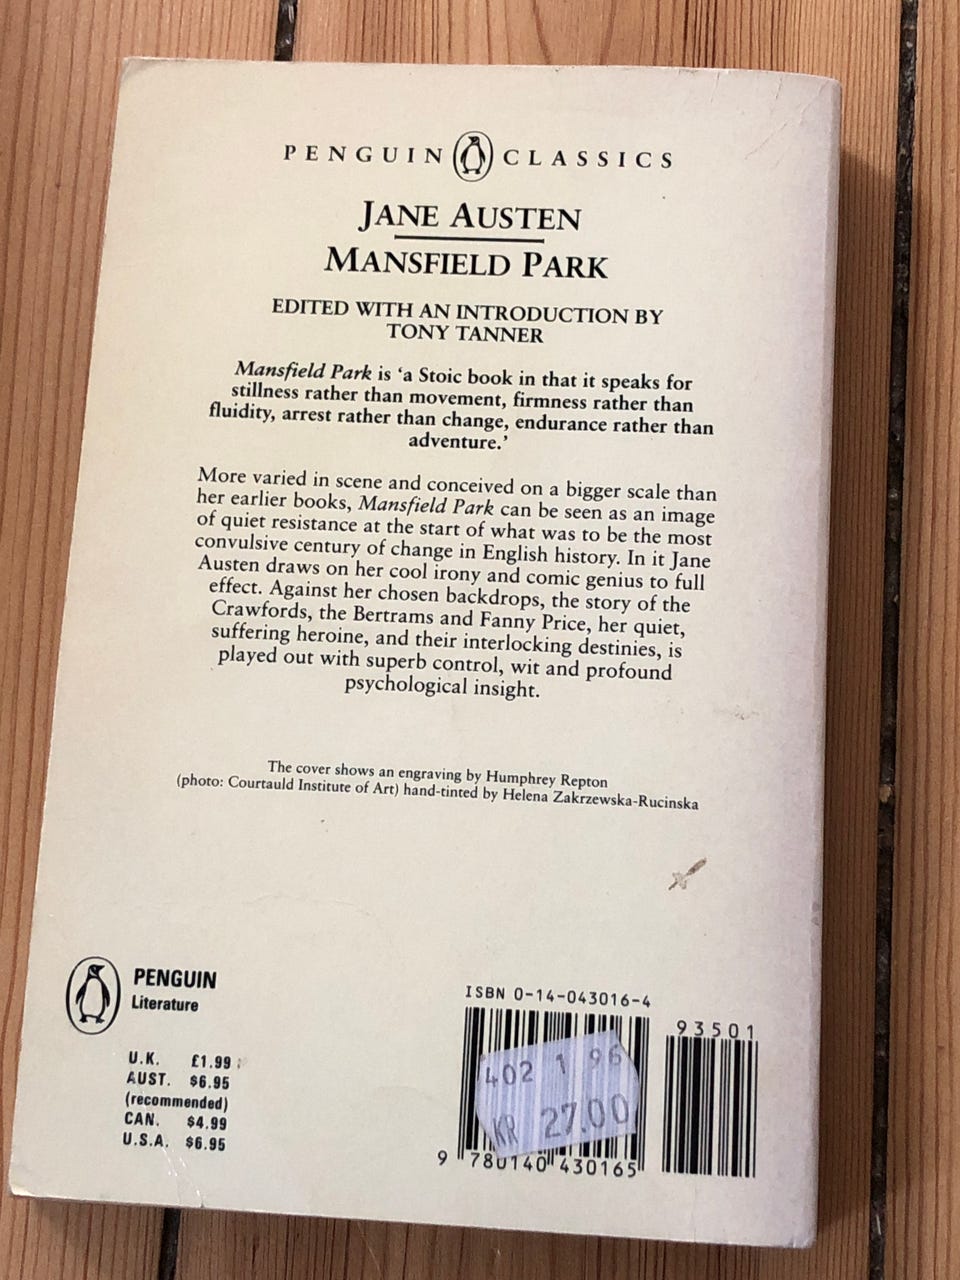 PENGUIN CLASSICS
JANE AUSTEN
MANSFIELD PARK
EDITED WITH AN INTRODUCTION BY
TONY TANNER
Mansfield Park is ‘a Stoic book in that it speaks for
stillness rather than movement, firmness rather than
fluidity, arrest rather than change, endurance rather than
adventure.’
More varied in scene and conceived on a bigger scale than
her earlier books, Mansfield Park can be seen as an image
of quiet resistance at the start of what was to be the most
convulsive century of change in English history. In it Jane
Austen draws on her cool irony and comic genius to full
effect. Against her chosen backdrops, the story of the
Crawfords, the Bertrams and Fanny Price, her quiet,
suffering heroine, and their interlocking destinies, is
played out with superb control, wit and profound
psychological insight.
The cover shows an engraving by Humphrey Repton
(photo: Courtauld Institute of Art) hand-tinted by Helena Zakrzewska-Rucinska
PENGUIN
Literature
U.K. £1.99
AUST. $6.95
(recommended)
CAN. $4.99
U.S.A. $6.95
ISBN 0-14-043016-4
93501
402 1 96
KR 27.00
9 780140 430165